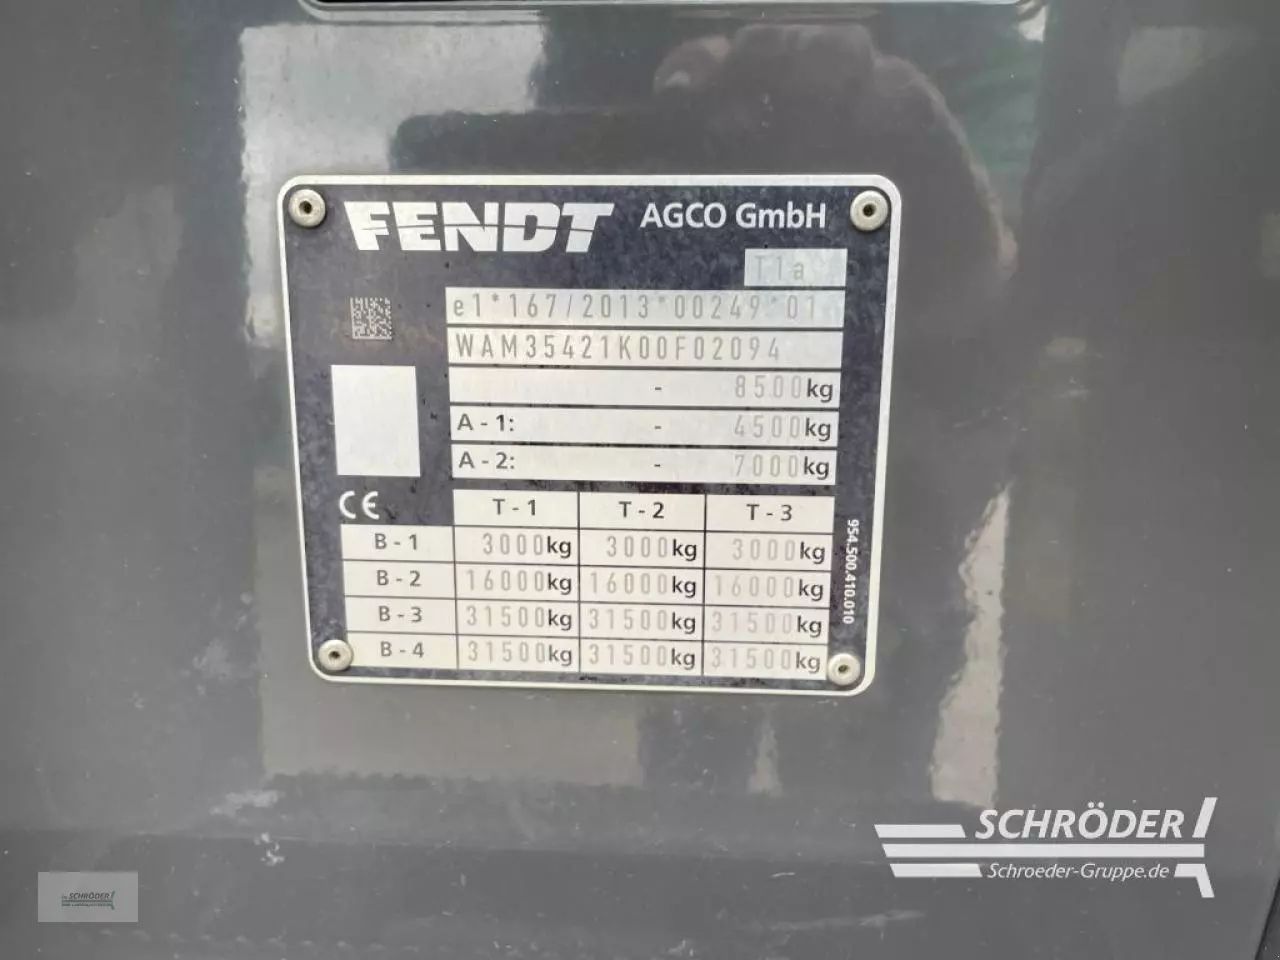 FENDT AGCO GmbH
T1a
e1*167/2013*00249*01
WAM35421K00F02094
- 8500kg
A - 1: - 4500kg
A - 2: - 7000kg
CE T - 1 T - 2 T - 3
B - 1 3000kg 3000kg 3000kg
B - 2 16000kg 16000kg 16000kg
B - 3 31500kg 31500kg 31500kg
B - 4 31500kg 31500kg 31500kg
954.500.410.010
SCHRÖDER
Schroeder-Gruppe.de
SCHRÖDER